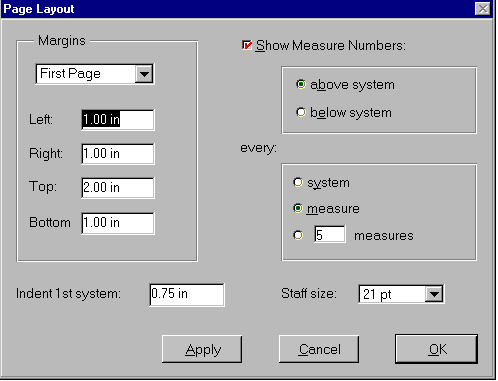 Page Layout
Margins
First Page
Left: 1.00 in
Right: 1.00 in
Top: 2.00 in
Bottom 1.00 in
Indent 1st system: 0.75 in
Show Measure Numbers:
above system
below system
every:
system
measure
5 measures
Staff size: 21 pt
Apply Cancel OK